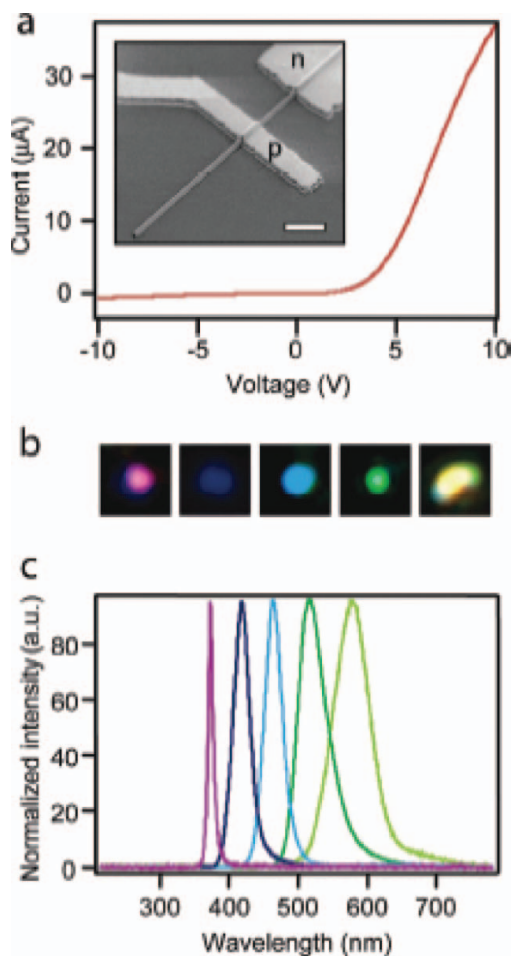 a
30
20
10
0
Current (μA)
n
p
-10
-5
0
5
10
Voltage (V)
b
c
80
60
40
20
0
Normalized intensity (a.u.)
300
400
500
600
700
Wavelength (nm)